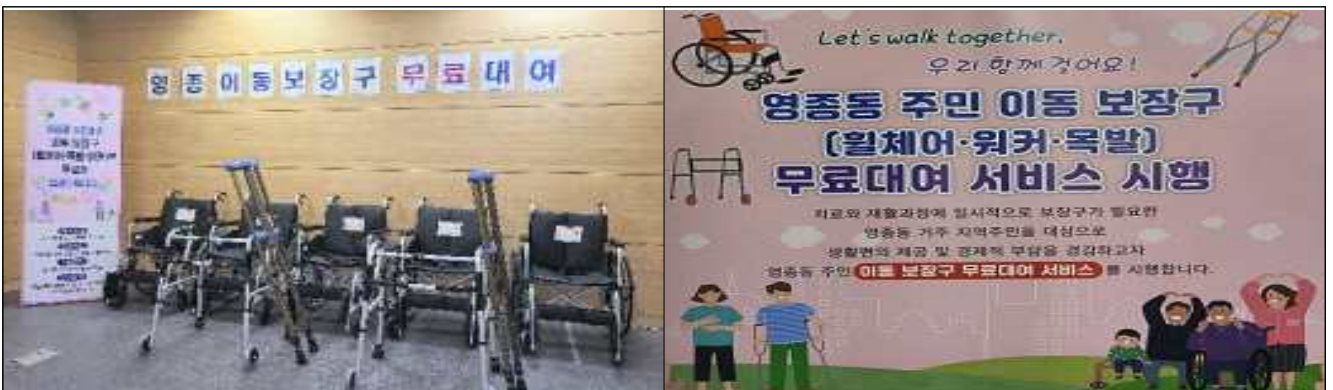 영종이동보장구 무료대여
Let's walk together,
우리 함께 걸어요!
영종동 주민 이동 보장구
(휠체어·워커·목발)
무료대여 서비스 시행
치료와 재활과정에 일시적으로 보장구가 필요한
영종동 거주 지역주민을 대상으로
생활편의 제공 및 경제적 부담을 경감하고자
영종동 주민 이동 보장구 무료대여 서비스 를 시행합니다.